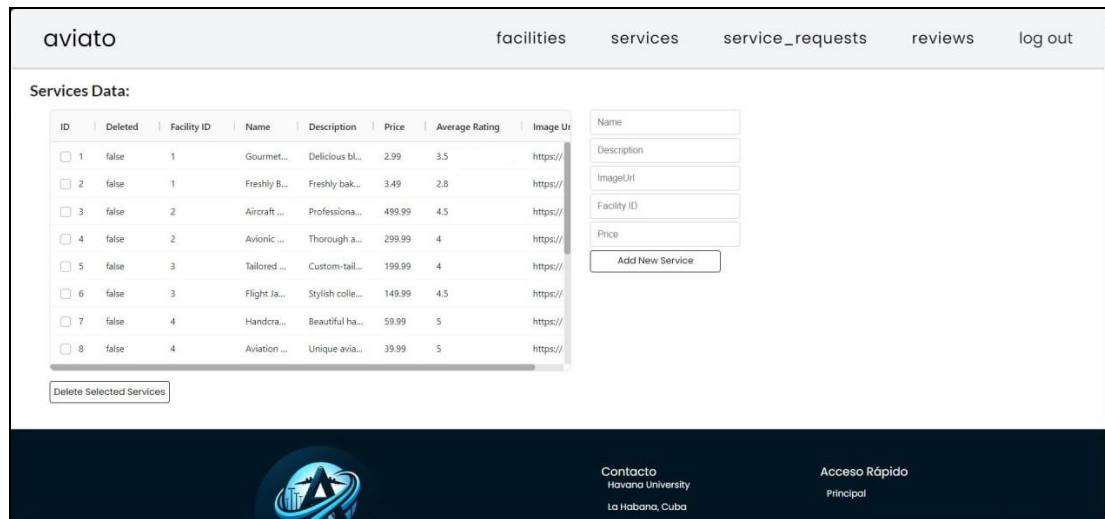 aviato facilities services service_requests reviews log out
Services Data:
ID Deleted Facility ID Name Description Price Average Rating Image Ur
1 false 1 Gourmet... Delicious bl... 2.99 3.5 https://
2 false 1 Freshly B... Freshly bak... 3.49 2.8 https://
3 false 2 Aircraft ... Professiona... 499.99 4.5 https://
4 false 2 Avionic ... Thorough a... 299.99 4 https://
5 false 3 Tailored ... Custom-tail... 199.99 4 https://
6 false 3 Flight Ja... Stylish colle... 149.99 4.5 https://
7 false 4 Handcra... Beautiful ha... 59.99 5 https://
8 false 4 Aviation ... Unique avia... 39.99 5 https://
Delete Selected Services
Name
Description
ImageUrl
Facility ID
Price
Add New Service
Contacto
Havana University
La Habana, Cuba
Acceso Rápido
Principal